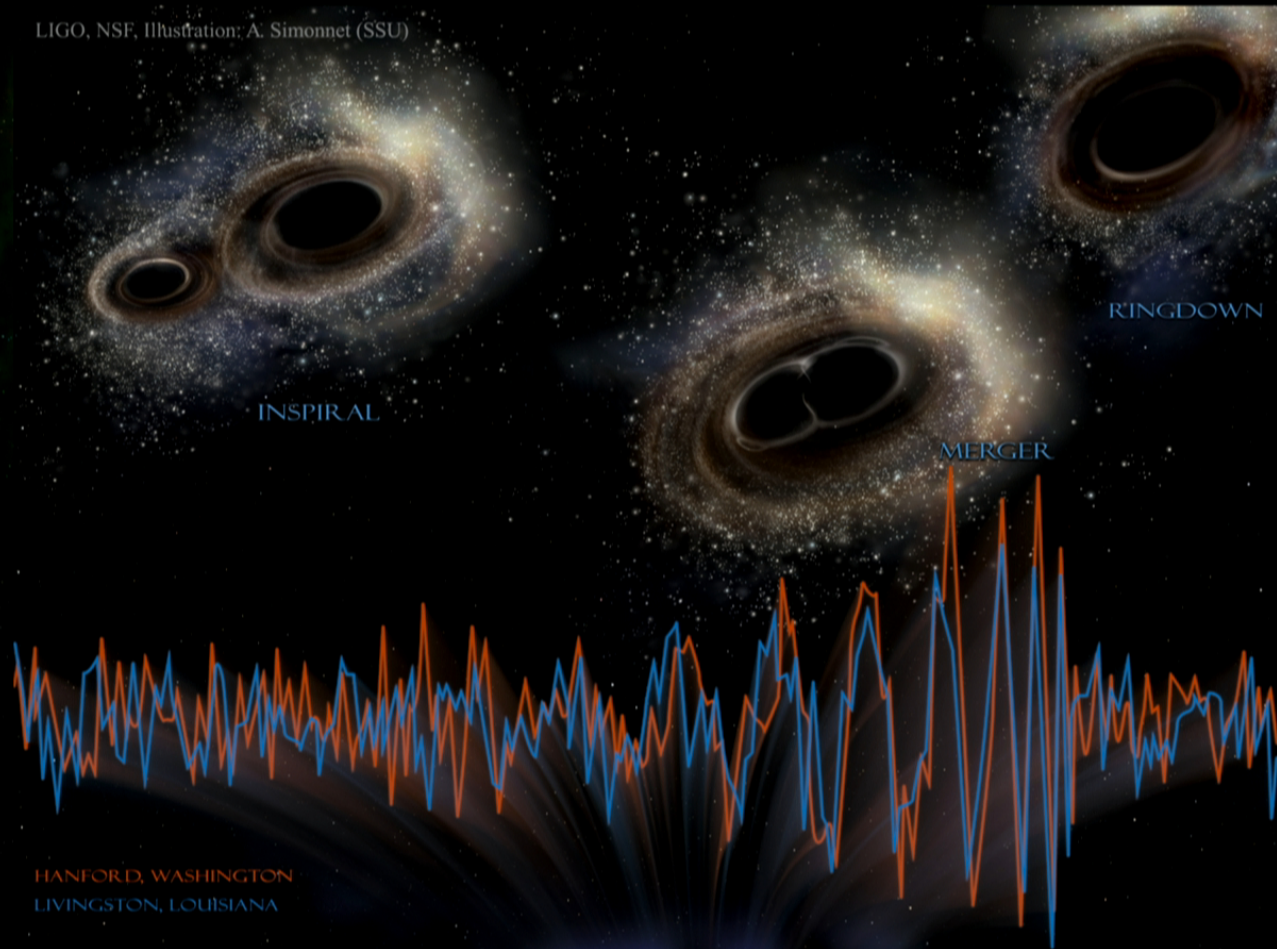 LIGO, NSF, Illustration: A. Simonnet (SSU)
INSPIRAL
MERGER
RINGDOWN
HANFORD, WASHINGTON
LIVINGSTON, LOUISIANA